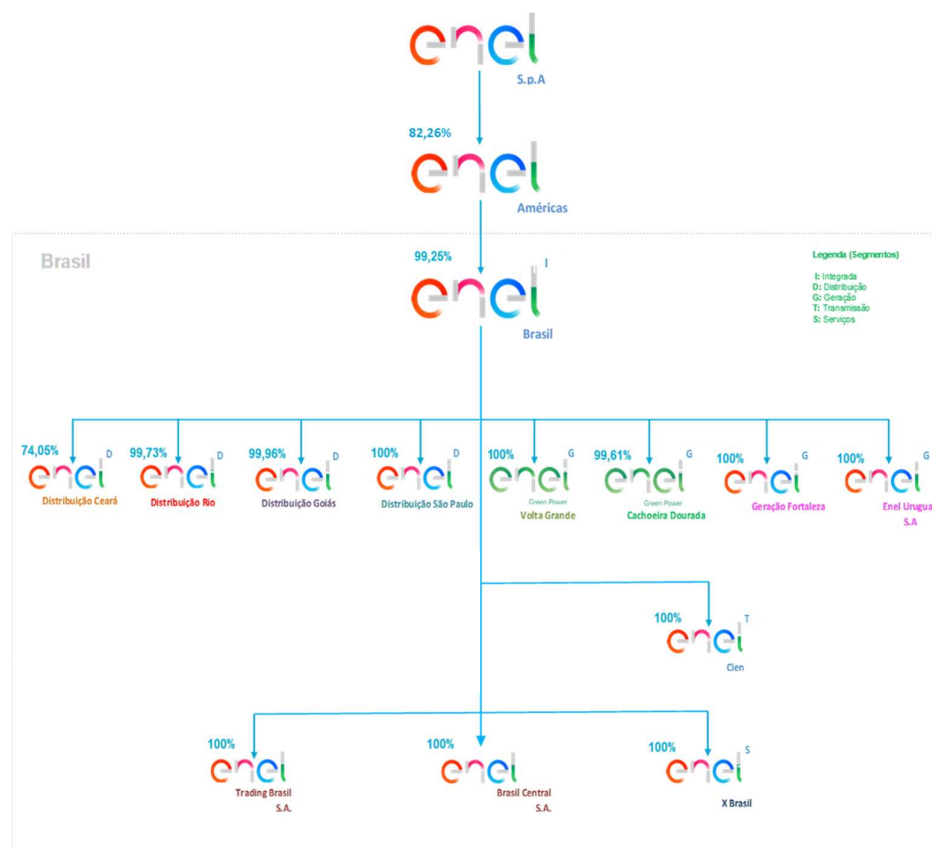 enel
S.p.A
82,26%
enel
Américas
Brasil
99,25%
I
enel
Brasil
Legenda (Segmentos)
I: Integrada
D: Distribuição
G: Geração
T: Transmissão
S: Serviços
74,05%
D
enel
Distribuição Ceará
99,73%
D
enel
Distribuição Rio
99,96%
D
enel
Distribuição Goiás
100%
D
enel
Distribuição São Paulo
100%
G
enel
Green Power
Volta Grande
99,61%
G
enel
Green Power
Cachoeira Dourada
100%
G
enel
Geração Fortaleza
100%
G
enel
Enel Urugua
S.A
100%
T
enel
Cien
100%
enel
Trading Brasil
S.A.
100%
enel
Brasil Central
S.A.
100%
S
enel
X Brasil